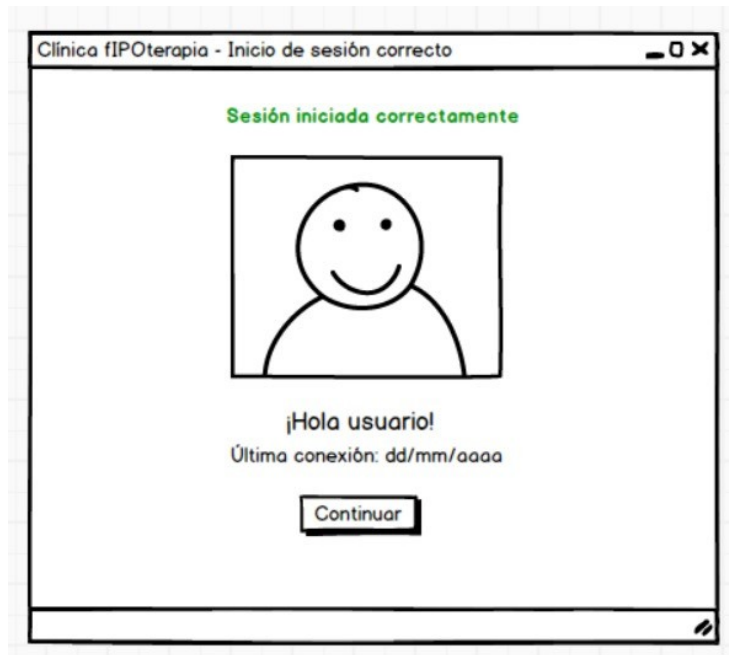 Clínica fIPOterapia - Inicio de sesión correcto
Sesión iniciada correctamente
¡Hola usuario!
Última conexión: dd/mm/aaaa
Continuar